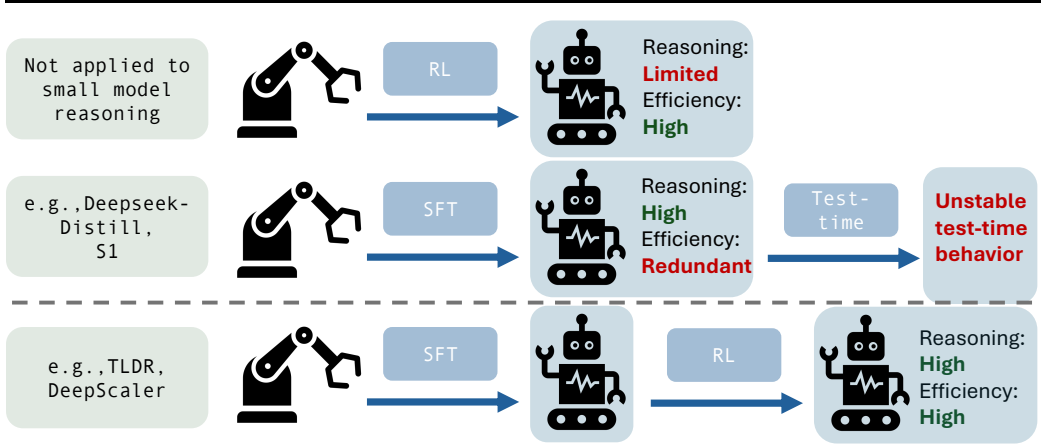 Not applied to
small model
reasoning
RL
Reasoning:
Limited
Efficiency:
High
e.g.,Deepseek-
Distill,
S1
SFT
Reasoning:
High
Efficiency:
Redundant
Test-
time
Unstable
test-time
behavior
e.g.,TLDR,
DeepScaler
SFT
RL
Reasoning:
High
Efficiency:
High